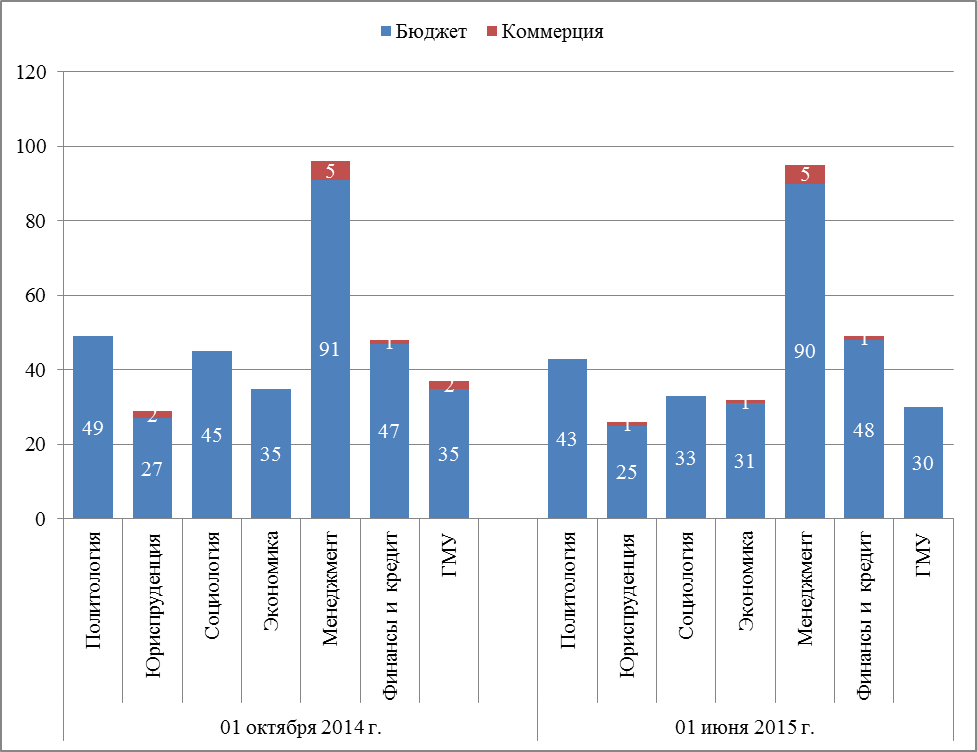 Бюджет Коммерция
120
100
80
60
40
20
0
49
2
27
45
35
5
91
1
47
2
35
43
1
25
33
1
31
5
90
1
48
30
Политология
Юриспруденция
Социология
Экономика
Менеджмент
Финансы и кредит
ГМУ
Политология
Юриспруденция
Социология
Экономика
Менеджмент
Финансы и кредит
ГМУ
01 октября 2014 г.
01 июня 2015 г.